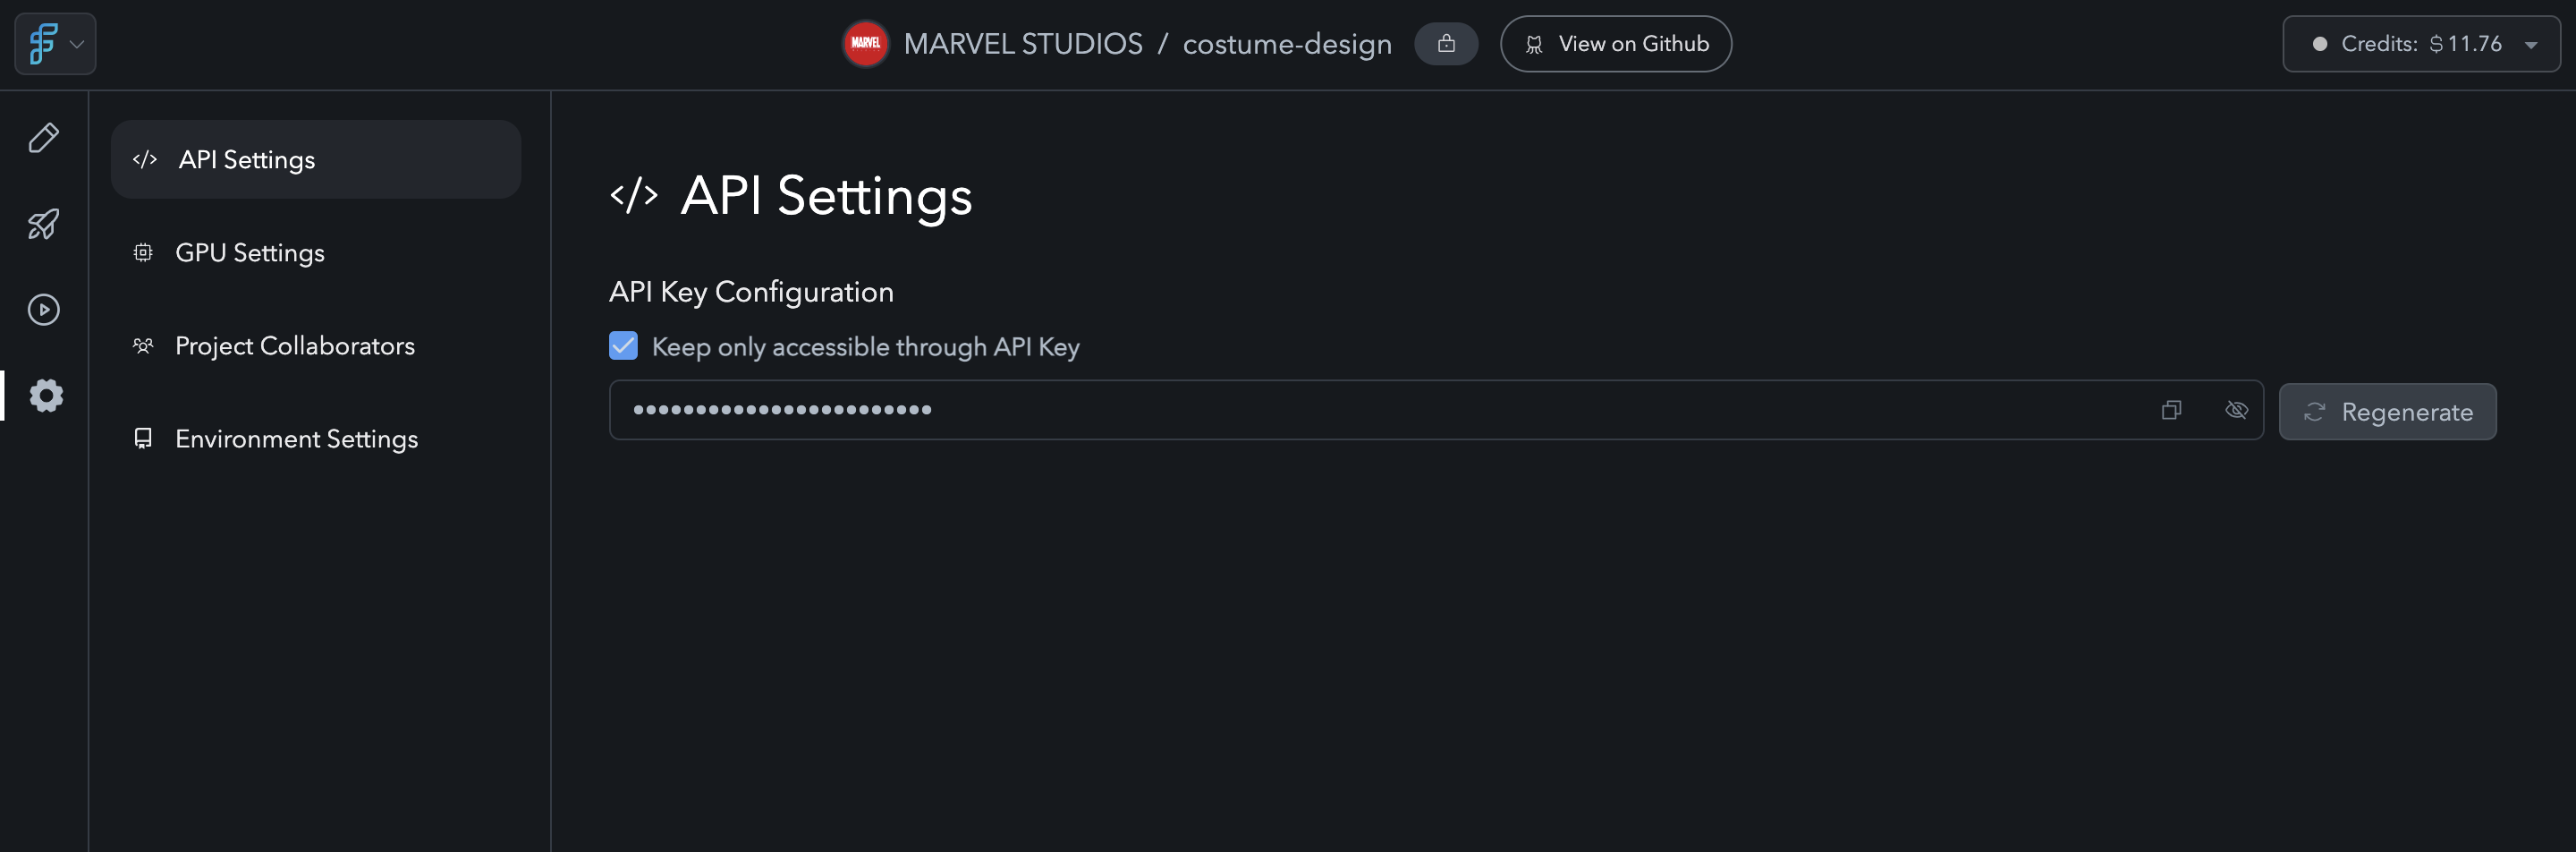 MARVEL
MARVEL STUDIOS / costume-design
View on Github
Credits: $11.76
</> API Settings
GPU Settings
Project Collaborators
Environment Settings
</> API Settings
API Key Configuration
Keep only accessible through API Key
••••••••••••••••••••••••
Regenerate